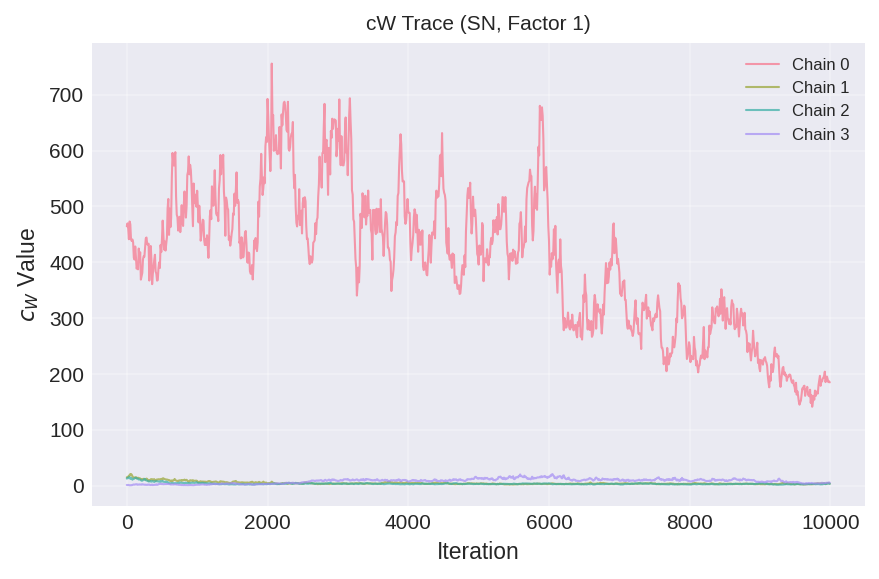 cW Trace (SN, Factor 1)
Chain 0
Chain 1
Chain 2
Chain 3
700
600
500
400
300
200
100
0
c_W Value
0 2000 4000 6000 8000 10000
Iteration